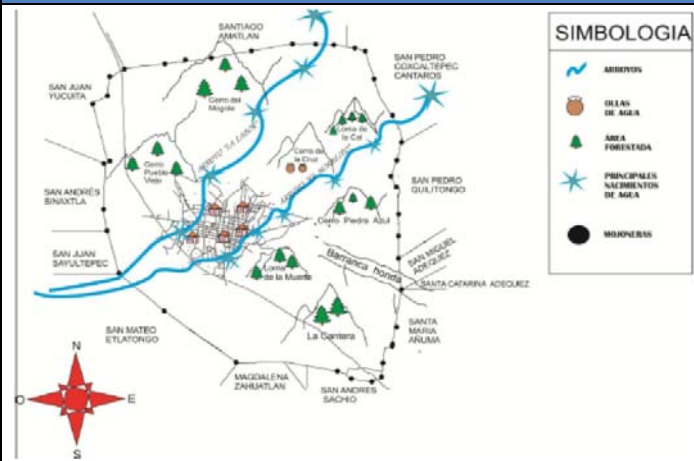 SANTIAGO
AMATLAN
SAN JUAN
YUCUITA
SAN PEDRO
COXCALTEPEC
CANTAROS
Cerro del
Mogote
Loma de
la Cal
Cerro de
la Cruz
Cerro
Pueblo
Viejo
ARROYO
SAN ANDRÉS
SINAXTLA
SAN PEDRO
QUILITONGO
Cerro Piedra Azul
SAN JUAN
SAYULTEPEC
Loma
de la Muerte
Barranca honda
SAN MIGUEL
ADEQUEZ
SANTA CATARINA ADEQUEZ
La Cantera
SANTA
MARIA
AÑUMA
SAN MATEO
ETLATONGO
MAGDALENA
ZAHUATLAN
SAN ANDRES
SACHIO
N
O
E
S
SIMBOLOGIA
ARROYOS
OLLAS
DE AGUA
ÁREA
FORESTADA
PRINCIPALES
NACIMIENTOS
DE AGUA
MOJONERAS